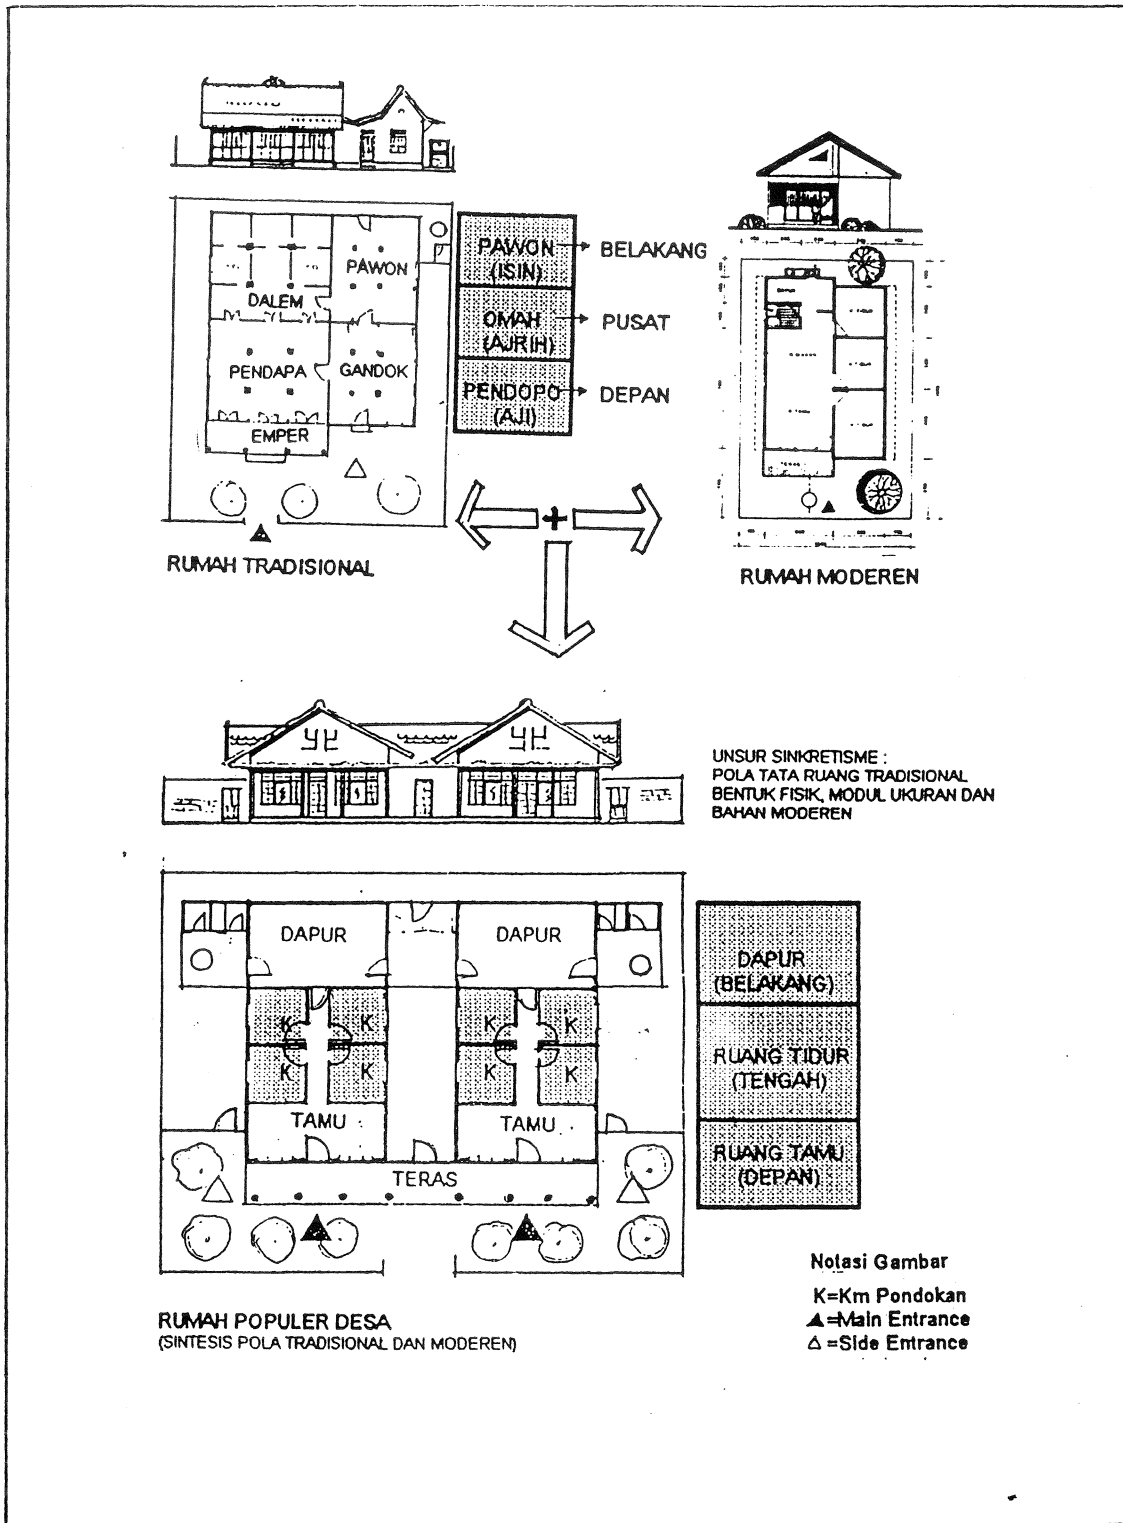 PAWON
DALEM
PENDAPA
GANDOK
EMPER
RUMAH TRADISIONAL
PAWON
(ISIN)
BELAKANG
OMAH
(AJRIH)
PUSAT
PENDOPO
(AJI)
DEPAN
+
RUMAH MODEREN
UNSUR SINKRETISME :
POLA TATA RUANG TRADISIONAL
BENTUK FISIK, MODUL UKURAN DAN
BAHAN MODEREN
DAPUR
DAPUR
K
K
K
K
K
K
K
K
TAMU
TAMU
TERAS
DAPUR
(BELAKANG)
RUANG TIDUR
(TENGAH)
RUANG TAMU
(DEPAN)
RUMAH POPULER DESA
(SINTESIS POLA TRADISIONAL DAN MODEREN)
Notasi Gambar
K=Km Pondokan
▲=Main Entrance
△=Side Entrance